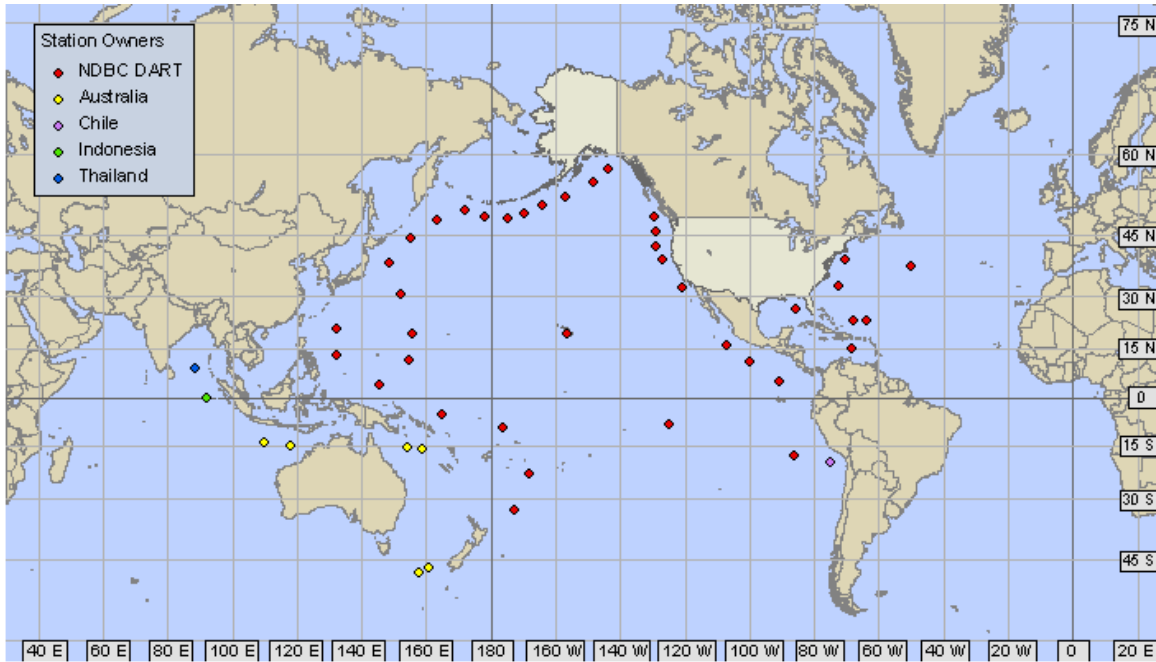 Station Owners
NDBC DART
Australia
Chile
Indonesia
Thailand
75 N
60 N
45 N
30 N
15 N
0
15 S
30 S
45 S
40 E 60 E 80 E 100 E 120 E 140 E 160 E 180 160 W 140 W 120 W 100 W 80 W 60 W 40 W 20 W 0 20 E